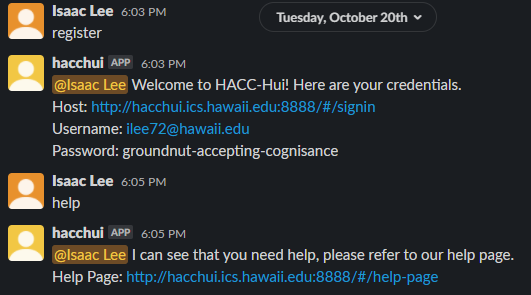 Tuesday, October 20th
Isaac Lee 6:03 PM
register
hacchui APP 6:03 PM
@Isaac Lee Welcome to HACC-Hui! Here are your credentials.
Host: http://hacchui.ics.hawaii.edu:8888/#/signin
Username: ilee72@hawaii.edu
Password: groundnut-accepting-cognisance
Isaac Lee 6:05 PM
help
hacchui APP 6:05 PM
@Isaac Lee I can see that you need help, please refer to our help page.
Help Page: http://hacchui.ics.hawaii.edu:8888/#/help-page